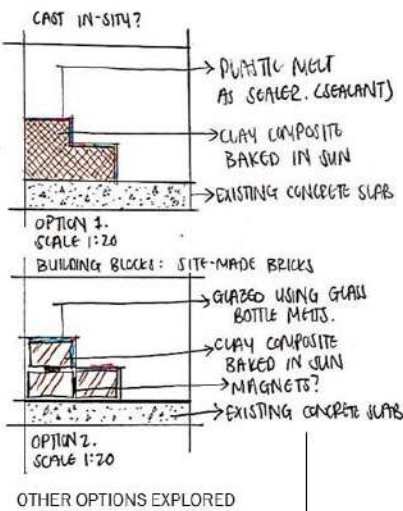 CAST IN-SITY?
PLASTIC MELT
AS SEALER. (SEALANT)
CLAY COMPOSITE
BAKED IN SUN
EXISTING CONCRETE SLAB
OPTION 1.
SCALE 1:20
BUILDING BLOCKS: SITE-MADE BRICKS
GLAZED USING GLASS
BOTTLE MELTS.
CLAY COMPOSITE
BAKED IN SUN
MAGNETS?
EXISTING CONCRETE SLAB
OPTION 2.
SCALE 1:20
OTHER OPTIONS EXPLORED